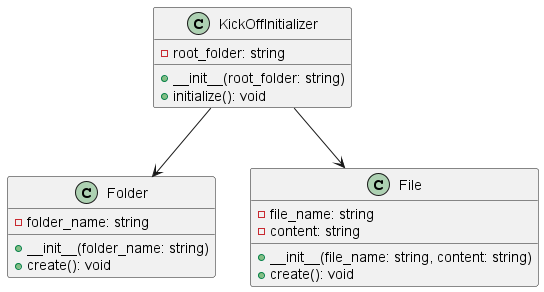 C KickOffInitializer
root_folder: string
__init__(root_folder: string)
initialize(): void
C Folder
folder_name: string
__init__(folder_name: string)
create(): void
C File
file_name: string
content: string
__init__(file_name: string, content: string)
create(): void